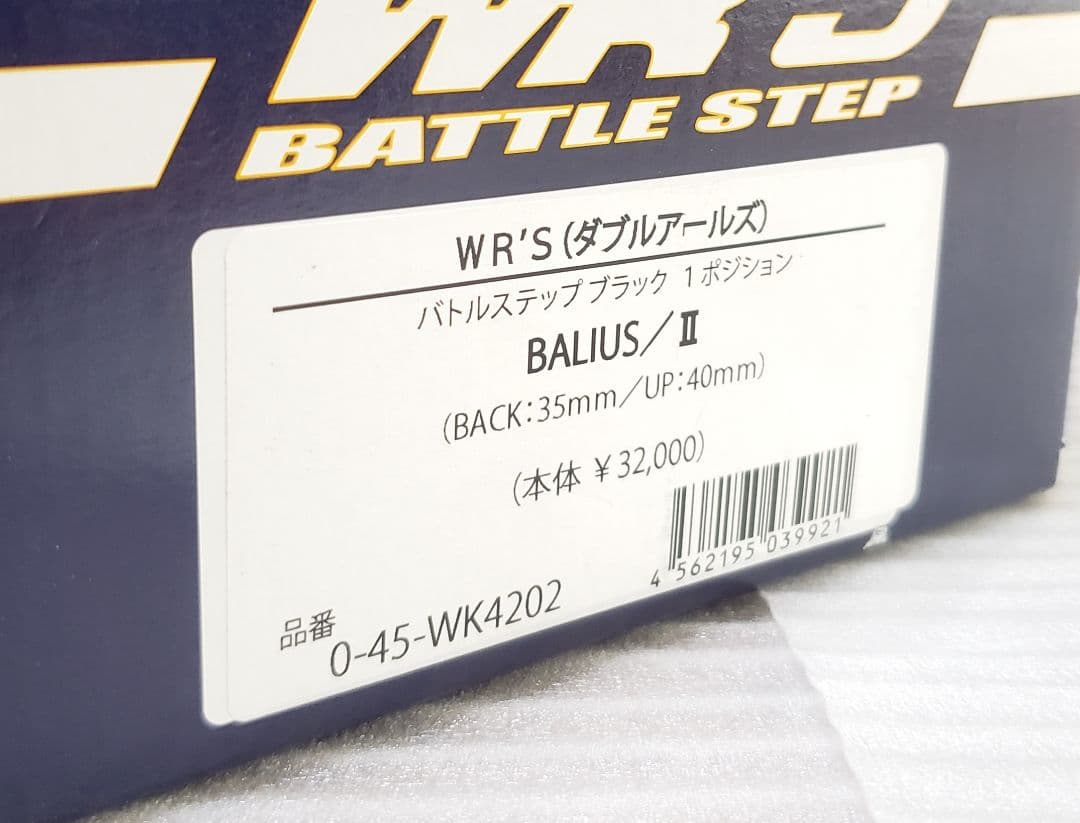 WR'S
BATTLE STEP
WR'S (ダブルアールズ)
バトルステップ ブラック 1ポジション
BALIUS/Ⅱ
(BACK:35mm/UP:40mm)
(本体 ¥32,000)
4 562195 039921
品番 0-45-WK4202